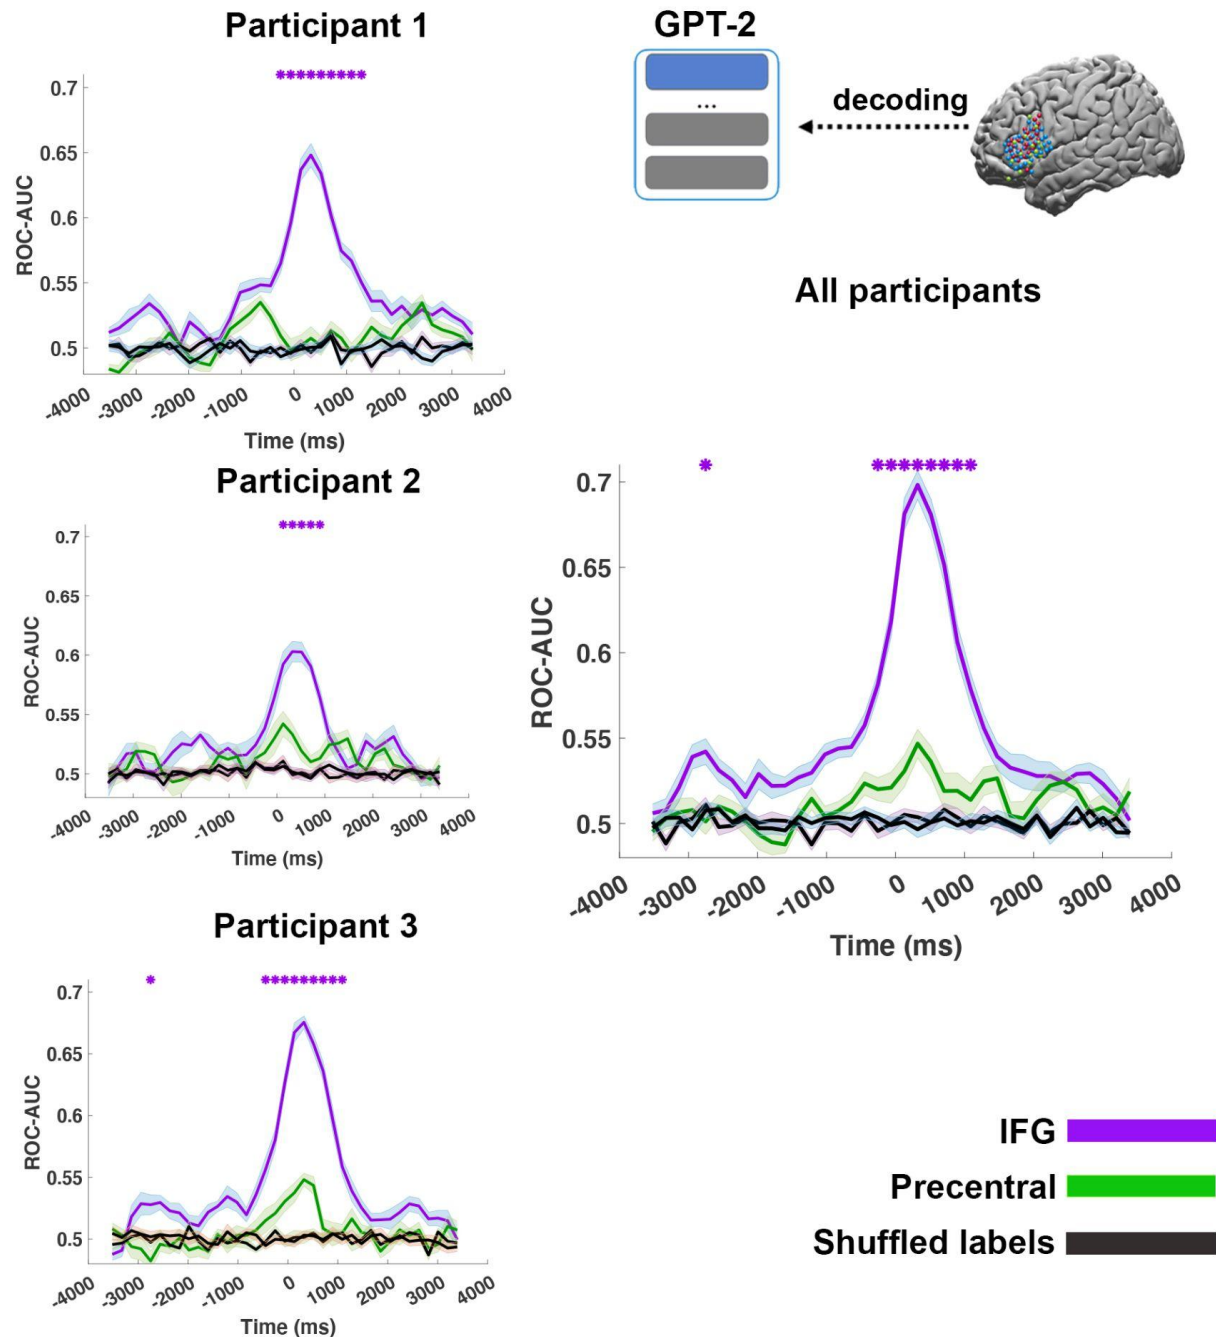 Participant 1
GPT-2
...
decoding
0.7
0.65
0.6
0.55
0.5
ROC-AUC
-4000 -3000 -2000 -1000 0 1000 2000 3000 4000
Time (ms)
All participants
Participant 2
0.7
0.65
0.6
0.55
0.5
ROC-AUC
-4000 -3000 -2000 -1000 0 1000 2000 3000 4000
Time (ms)
0.7
0.65
0.6
0.55
0.5
ROC-AUC
-4000 -3000 -2000 -1000 0 1000 2000 3000 4000
Time (ms)
Participant 3
0.7
0.65
0.6
0.55
0.5
ROC-AUC
-4000 -3000 -2000 -1000 0 1000 2000 3000 4000
Time (ms)
IFG
Precentral
Shuffled labels